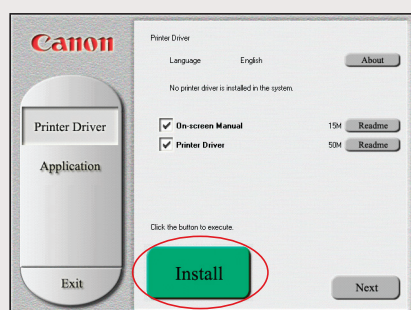 Canon
Printer Driver
Language English About
No printer driver is installed in the system.
Printer Driver
On-screen Manual 15M Readme
Printer Driver 50M Readme
Application
Click the button to execute.
Install
Exit
Next